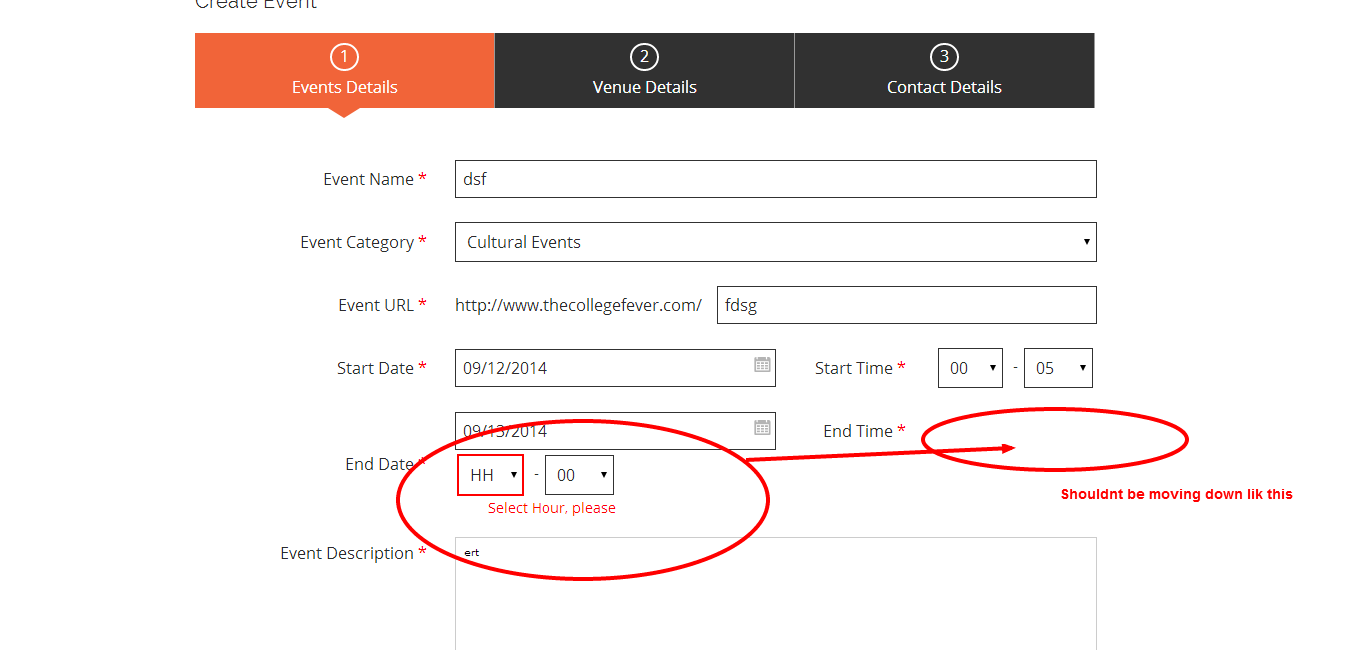 Create Event
1
Events Details
2
Venue Details
3
Contact Details
Event Name *
dsf
Event Category *
Cultural Events
Event URL *
http://www.thecollegefever.com/
fdsg
Start Date *
09/12/2014
Start Time *
00
-
05
09/13/2014
End Time *
End Date *
HH
-
00
Select Hour, please
Shouldnt be moving down lik this
Event Description *
ert